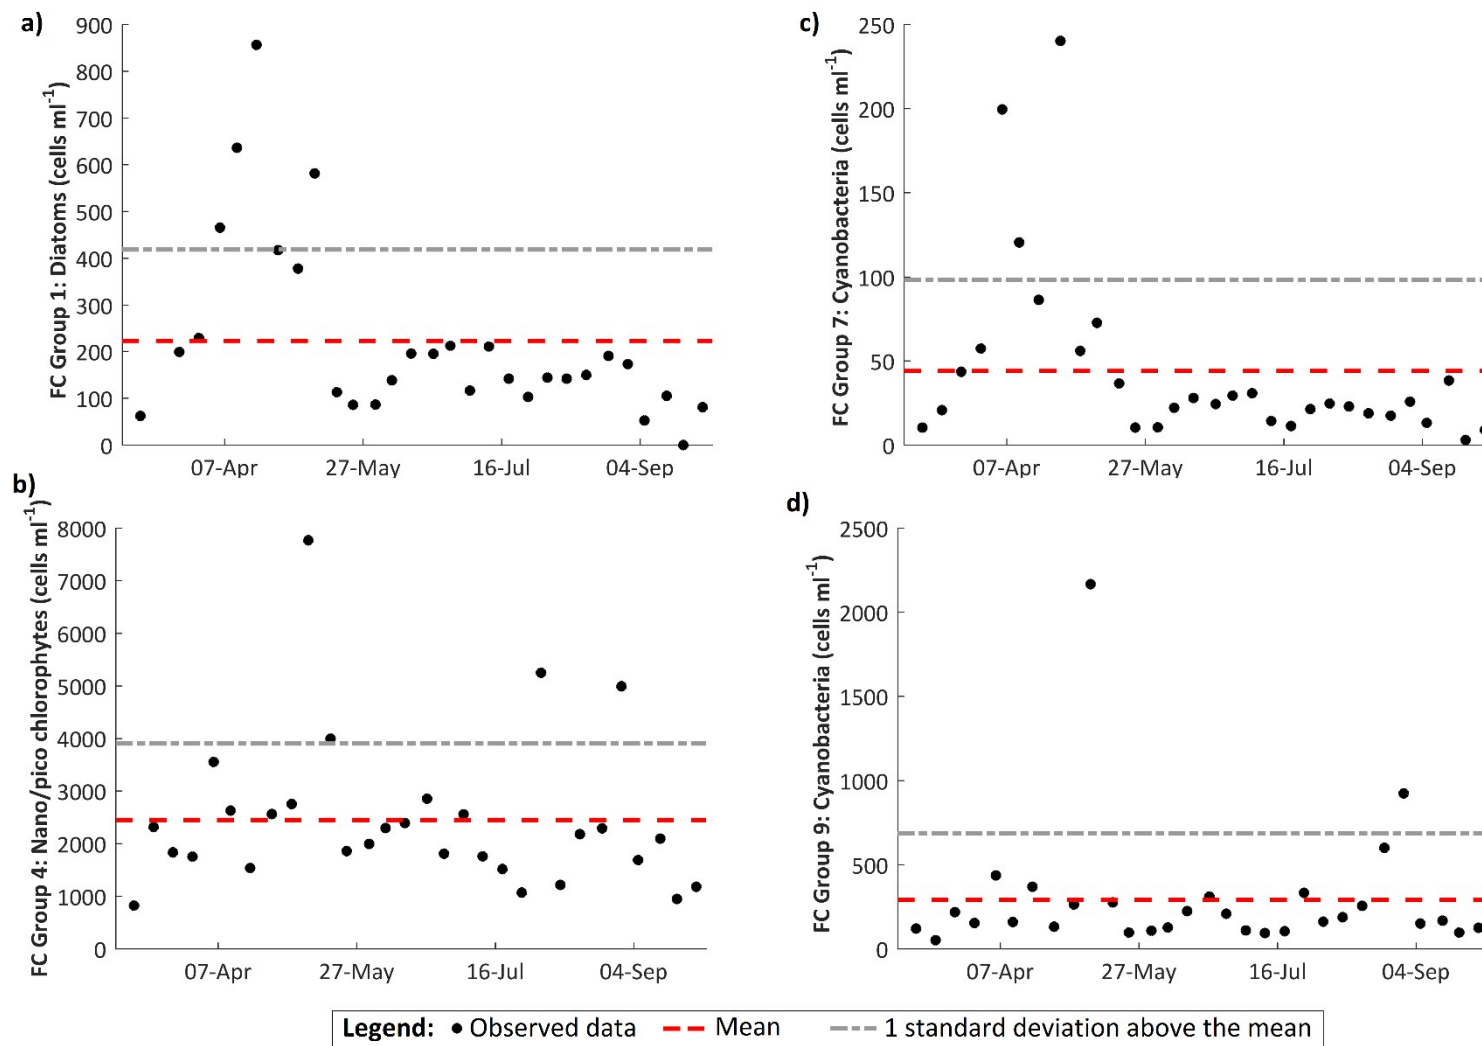 a)
FC Group 1: Diatoms (cells ml-1)
900
800
700
600
500
400
300
200
100
0
07-Apr 27-May 16-Jul 04-Sep
c)
FC Group 7: Cyanobacteria (cells ml-1)
250
200
150
100
50
0
07-Apr 27-May 16-Jul 04-Sep
b)
FC Group 4: Nano/pico chlorophytes (cells ml-1)
8000
7000
6000
5000
4000
3000
2000
1000
0
07-Apr 27-May 16-Jul 04-Sep
d)
FC Group 9: Cyanobacteria (cells ml-1)
2500
2000
1500
1000
500
0
07-Apr 27-May 16-Jul 04-Sep
Legend: Observed data Mean 1 standard deviation above the mean